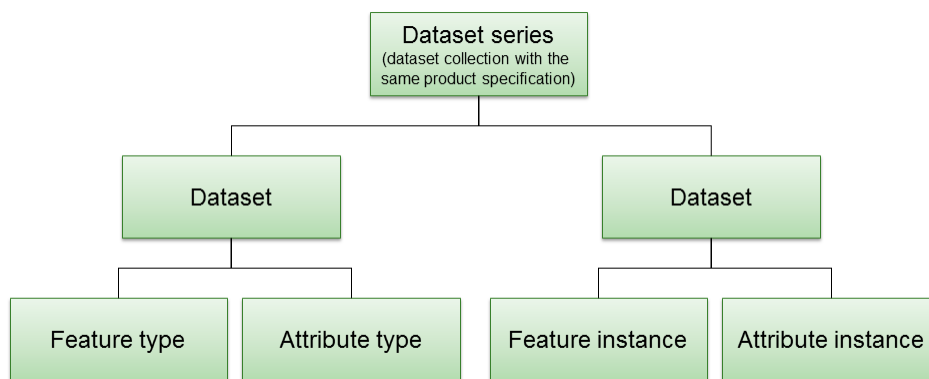 Dataset series
(dataset collection with the
same product specification)
Dataset
Dataset
Feature type
Attribute type
Feature instance
Attribute instance